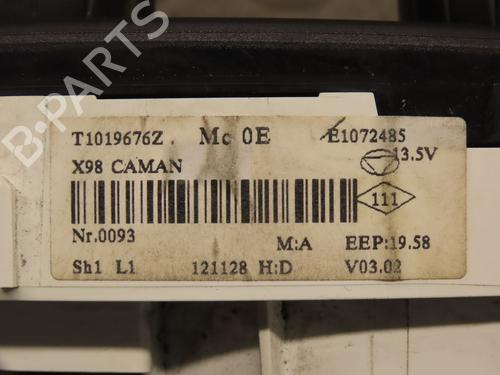 T1019676Z Mc 0E E1072485
X98 CAMAN 13.5V
111
Nr.0093
M:A EEP:19.58
Sh1 L1 121128 H:D V03.02
B-PARTS